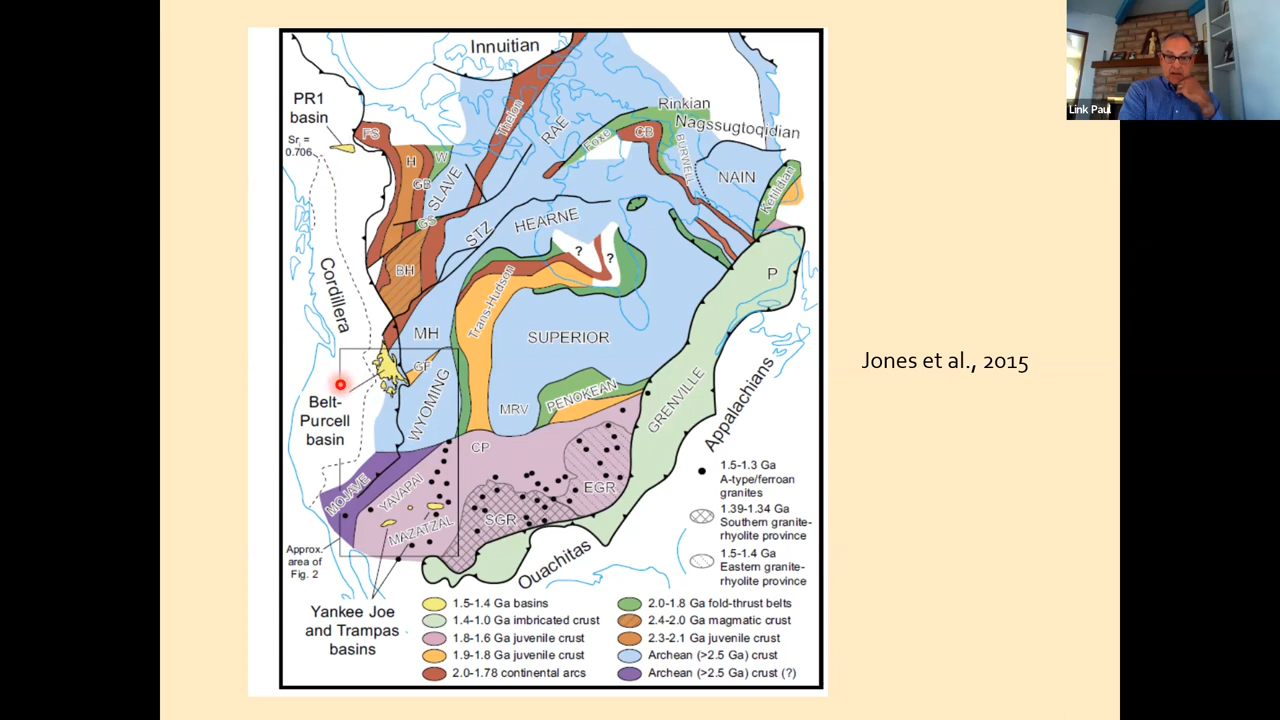 Innuitian
PR1
basin
Sri =
0.706
FS
H
W
GB
GS
SLAVE
Thelon
RAE
Foxe
Rinkian
Nagssugtoqidian
CB
BURWELL
NAIN
Ketilidian
STZ
HEARNE
BH
Cordillera
Trans-Hudson
?
?
P
MH
SUPERIOR
GF
WYOMING
Belt-
Purcell
basin
MRV
PENOKEAN
GRENVILLE
Appalachians
CP
MOJAVE
YAVAPAI
MAZATZAL
EGR
SGR
Ouachitas
Approx.
area of
Fig. 2
Yankee Joe
and Trampas
basins
1.5-1.3 Ga
A-type/ferroan
granites
1.39-1.34 Ga
Southern granite-
rhyolite province
1.5-1.4 Ga
Eastern granite-
rhyolite province
1.5-1.4 Ga basins
1.4-1.0 Ga imbricated crust
1.8-1.6 Ga juvenile crust
1.9-1.8 Ga juvenile crust
2.0-1.78 continental arcs
2.0-1.8 Ga fold-thrust belts
2.4-2.0 Ga magmatic crust
2.3-2.1 Ga juvenile crust
Archean (>2.5 Ga) crust
Archean (>2.5 Ga) crust (?)
Jones et al., 2015
Link Paul